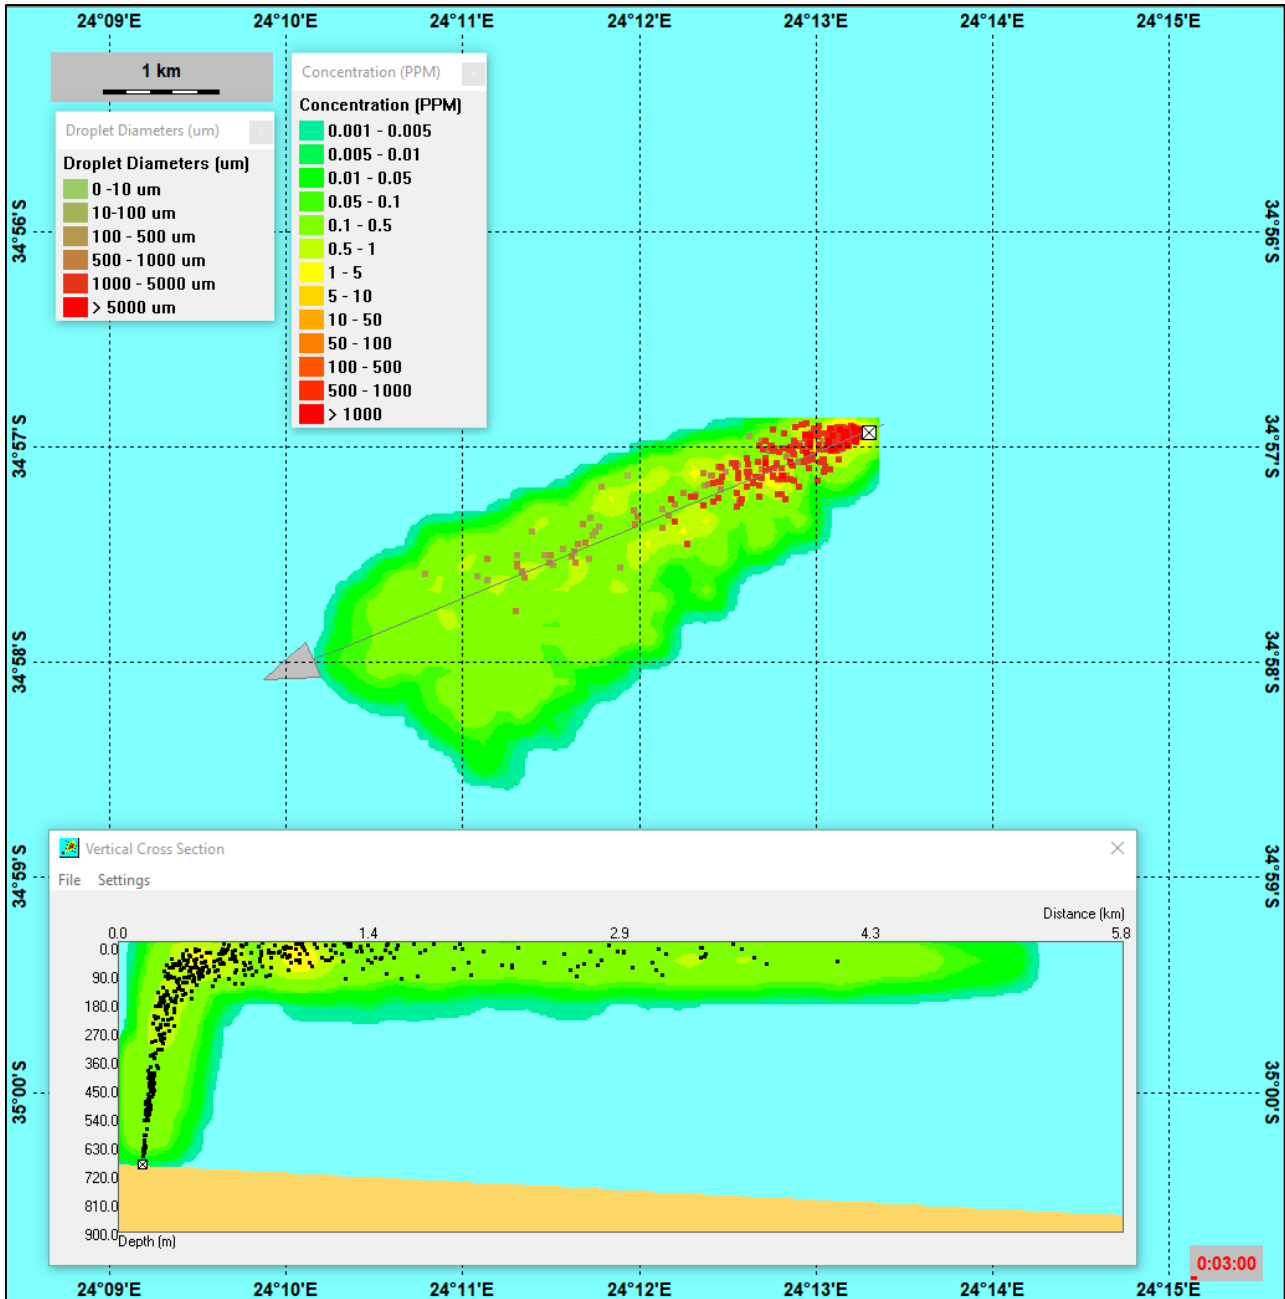 24°09'E 24°10'E 24°11'E 24°12'E 24°13'E 24°14'E 24°15'E
1 km
Droplet Diameters (um)
x
Droplet Diameters (um)
0 -10 um
10-100 um
100 - 500 um
500 - 1000 um
1000 - 5000 um
> 5000 um
Concentration (PPM)
x
Concentration (PPM)
0.001 - 0.005
0.005 - 0.01
0.01 - 0.05
0.05 - 0.1
0.1 - 0.5
0.5 - 1
1 - 5
5 - 10
10 - 50
50 - 100
100 - 500
500 - 1000
> 1000
34°56'S 34°56'S
34°57'S 34°57'S
34°58'S 34°58'S
34°59'S 34°59'S
35°00'S 35°00'S
Vertical Cross Section
File Settings
Distance (km)
0.0 1.4 2.9 4.3 5.8
0.0
90.0
180.0
270.0
360.0
450.0
540.0
630.0
720.0
810.0
900.0
Depth (m)
0:03:00
24°09'E 24°10'E 24°11'E 24°12'E 24°13'E 24°14'E 24°15'E